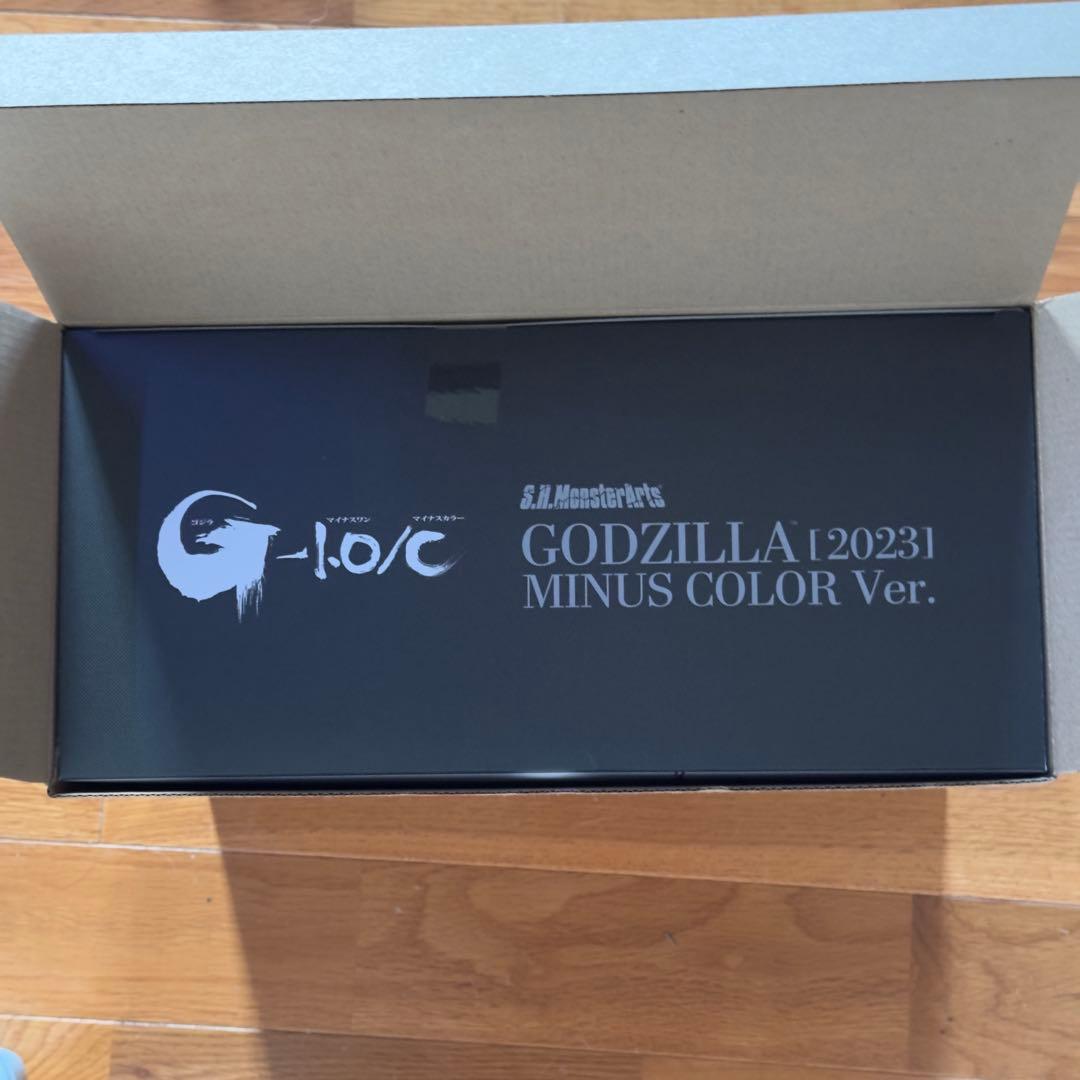 ゴジラ マイナスワン マイナスカラー
G-1.0/C
S.H.MonsterArts
GODZILLA™ [2023]
MINUS COLOR Ver.